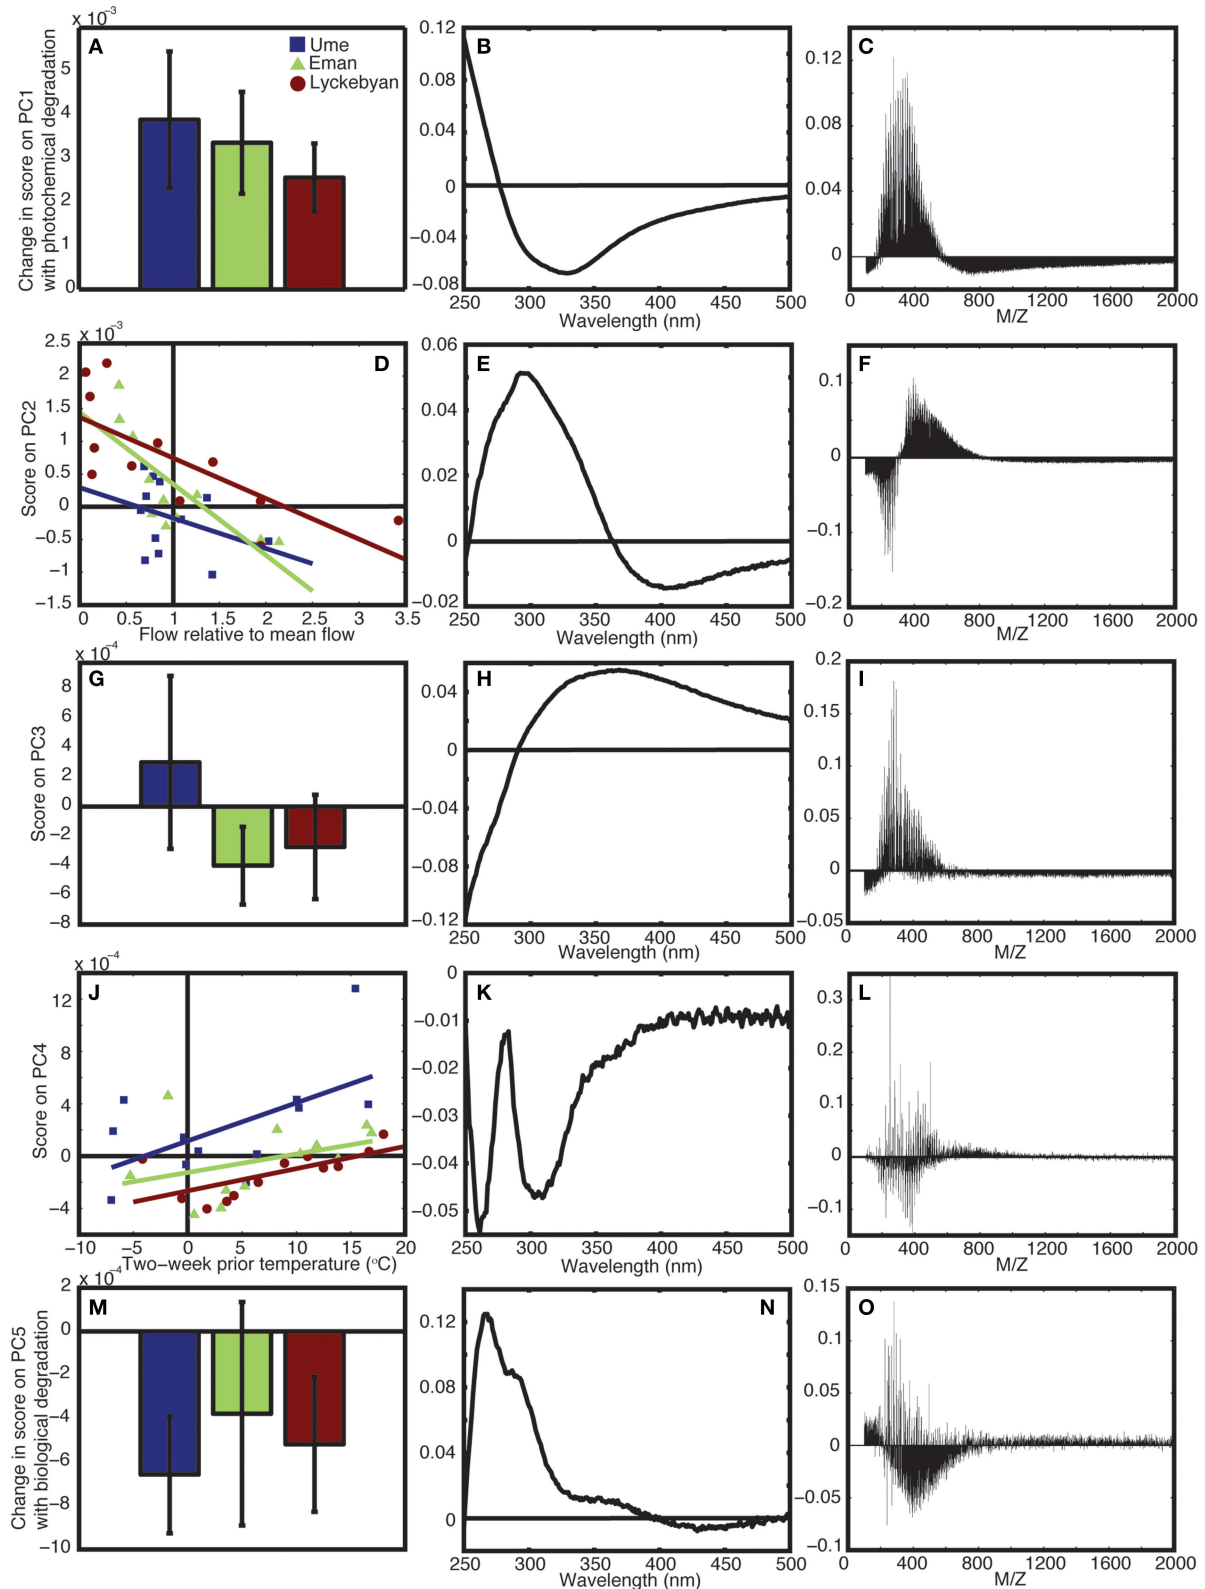 x 10⁻³
A
Ume
Eman
Lyckebyan
5
4
3
2
1
0
Change in score on PC1
with photochemical degradation
B
0.12
0.08
0.04
0
−0.04
−0.08
250 300 350 400 450 500
Wavelength (nm)
C
0.12
0.08
0.04
0
0 400 800 1200 1600 2000
M/Z
x 10⁻³
D
2.5
2
1.5
1
0.5
0
−0.5
−1
−1.5
Score on PC2
0 0.5 1 1.5 2 2.5 3 3.5
Flow relative to mean flow
E
0.06
0.04
0.02
0
−0.02
250 300 350 400 450 500
Wavelength (nm)
F
0.1
0
−0.1
−0.2
0 400 800 1200 1600 2000
M/Z
x 10⁻⁴
G
8
6
4
2
0
−2
−4
−6
−8
Score on PC3
H
0.04
0
−0.04
−0.08
−0.12
250 300 350 400 450 500
Wavelength (nm)
I
0.2
0.15
0.1
0.05
0
−0.05
0 400 800 1200 1600 2000
M/Z
x 10⁻⁴
J
12
8
4
0
−4
Score on PC4
−10 −5 0 5 10 15 20
Two−week prior temperature (°C)
K
0
−0.01
−0.02
−0.03
−0.04
−0.05
250 300 350 400 450 500
Wavelength (nm)
L
0.3
0.2
0.1
0
−0.1
0 400 800 1200 1600 2000
M/Z
x 10⁻⁴
M
2
0
−2
−4
−6
−8
−10
Change in score on PC5
with biological degradation
N
0.12
0.08
0.04
0
250 300 350 400 450 500
Wavelength (nm)
O
0.15
0.1
0.05
0
−0.05
−0.1
0 400 800 1200 1600 2000
M/Z